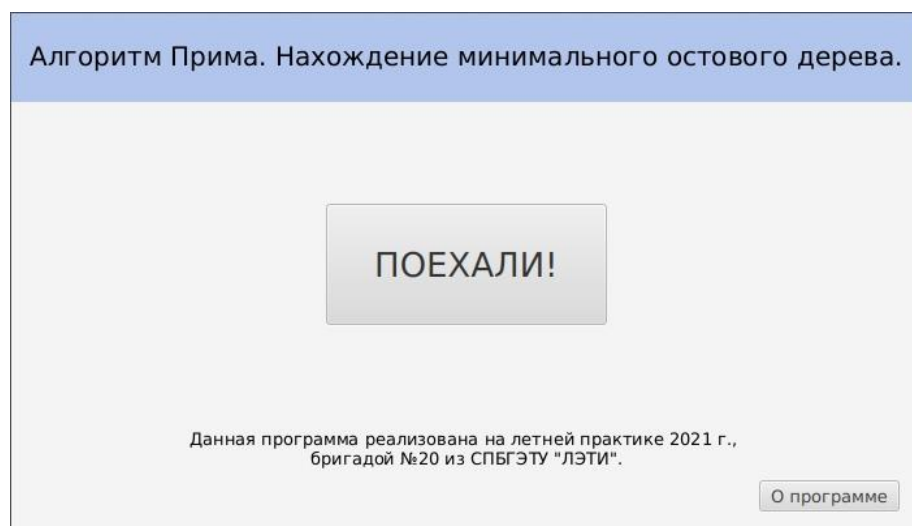 Алгоритм Прима. Нахождение минимального остового дерева.
ПОЕХАЛИ!
Данная программа реализована на летней практике 2021 г.,
бригадой №20 из СПБГЭТУ "ЛЭТИ".
О программе